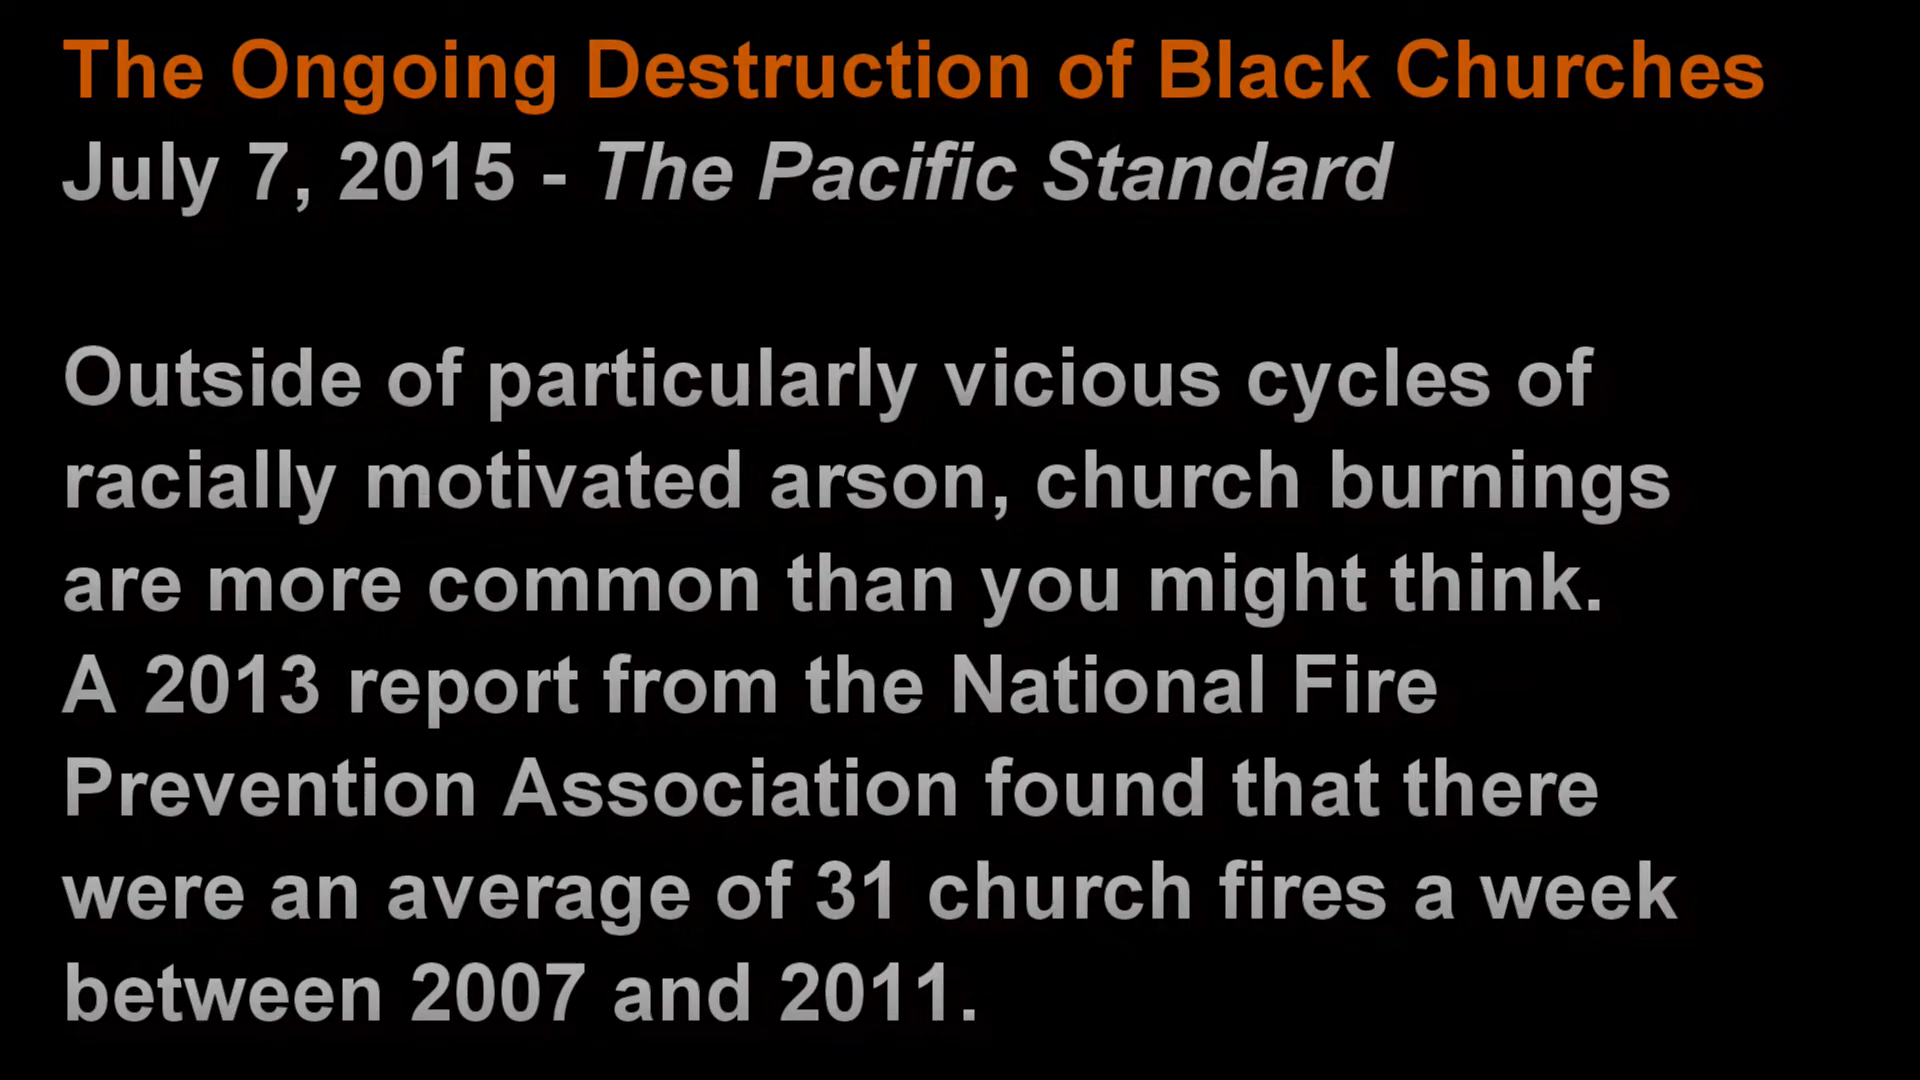 The Ongoing Destruction of Black Churches
July 7, 2015 - The Pacific Standard
Outside of particularly vicious cycles of
racially motivated arson, church burnings
are more common than you might think.
A 2013 report from the National Fire
Prevention Association found that there
were an average of 31 church fires a week
between 2007 and 2011.